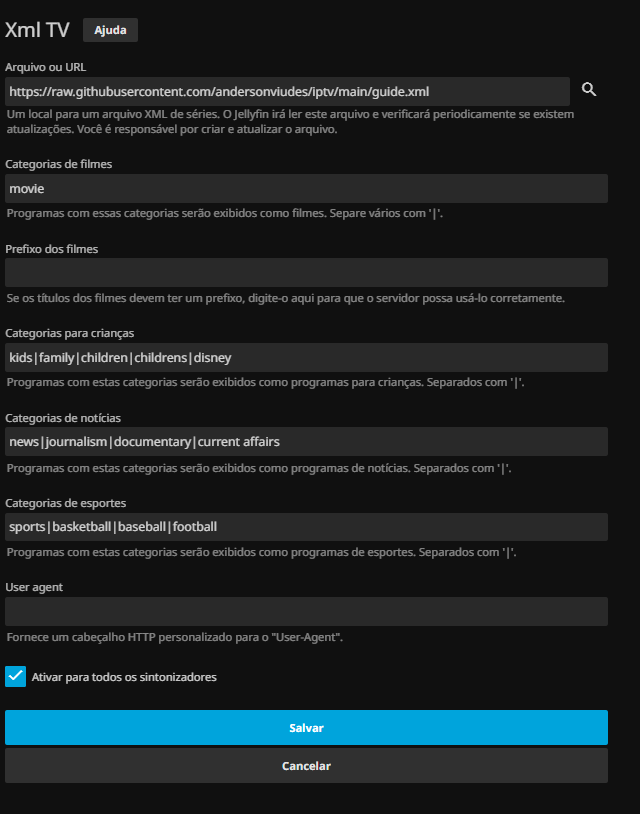 Xml TV
Ajuda
Arquivo ou URL
https://raw.githubusercontent.com/andersonviudes/iptv/main/guide.xml
Um local para um arquivo XML de séries. O Jellyfin irá ler este arquivo e verificará periodicamente se existem
atualizações. Você é responsável por criar e atualizar o arquivo.
Categorias de filmes
movie
Programas com essas categorias serão exibidos como filmes. Separe vários com '|'.
Prefixo dos filmes
Se os títulos dos filmes devem ter um prefixo, digite-o aqui para que o servidor possa usá-lo corretamente.
Categorias para crianças
kids|family|children|childrens|disney
Programas com estas categorias serão exibidos como programas para crianças. Separados com '|'.
Categorias de notícias
news|journalism|documentary|current affairs
Programas com estas categorias serão exibidos como programas de notícias. Separados com '|'.
Categorias de esportes
sports|basketball|baseball|football
Programas com estas categorias serão exibidos como programas de esportes. Separados com '|'.
User agent
Fornece um cabeçalho HTTP personalizado para o "User-Agent".
Ativar para todos os sintonizadores
Salvar
Cancelar